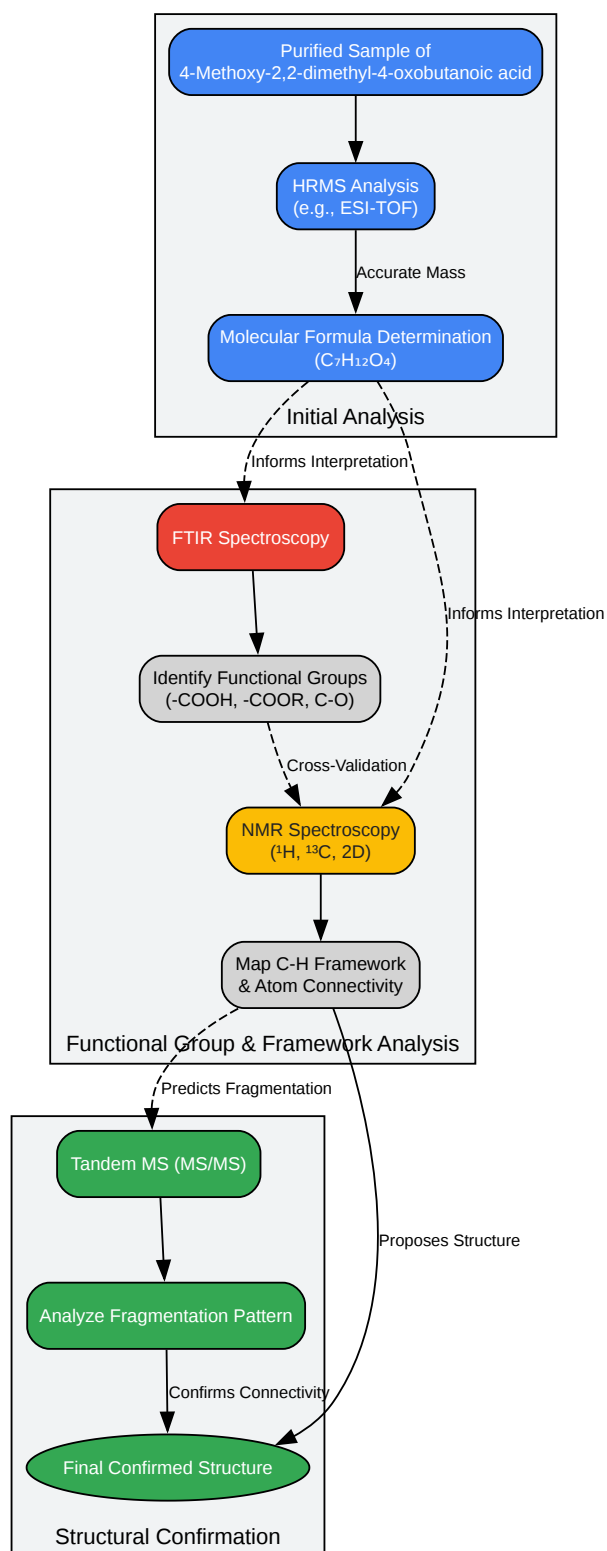 Purified Sample of
4-Methoxy-2,2-dimethyl-4-oxobutanoic acid
HRMS Analysis
(e.g., ESI-TOF)
Accurate Mass
Molecular Formula Determination
(C₇H₁₂O₄)
Initial Analysis
Informs Interpretation
FTIR Spectroscopy
Informs Interpretation
Identify Functional Groups
(-COOH, -COOR, C-O)
Cross-Validation
NMR Spectroscopy
(¹H, ¹³C, 2D)
Map C-H Framework
& Atom Connectivity
Functional Group & Framework Analysis
Predicts Fragmentation
Tandem MS (MS/MS)
Proposes Structure
Analyze Fragmentation Pattern
Confirms Connectivity
Final Confirmed Structure
Structural Confirmation